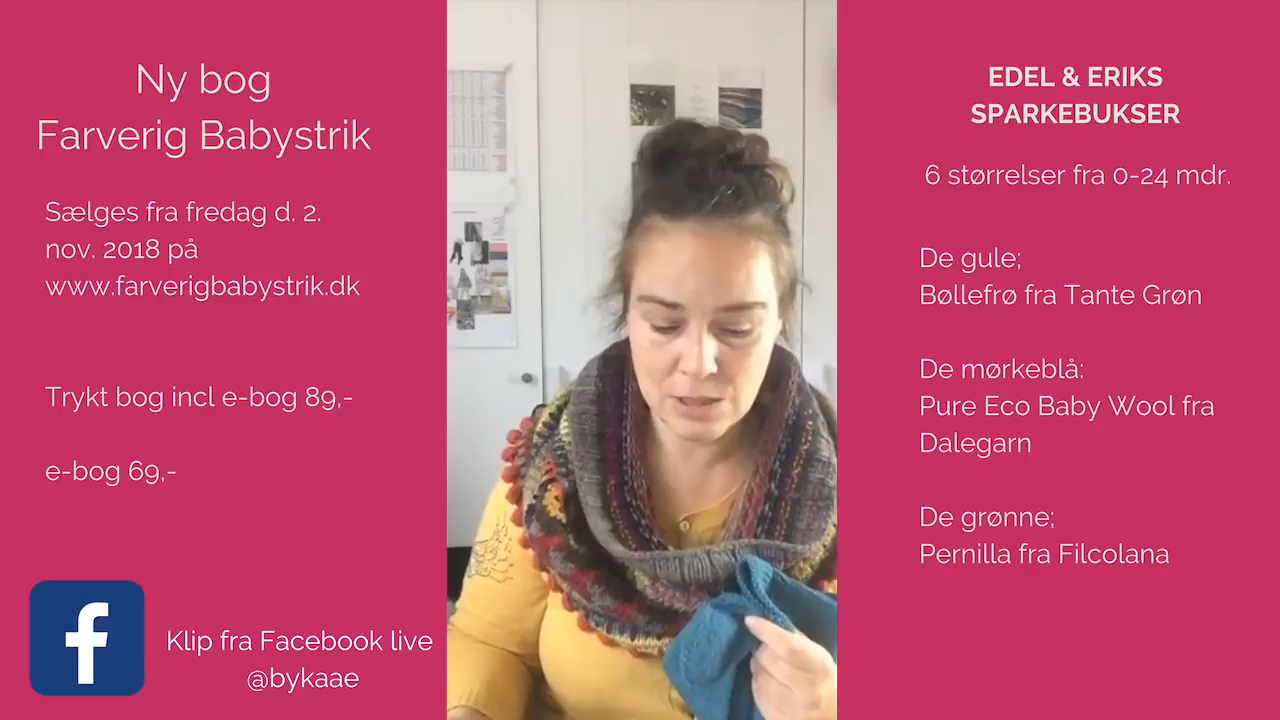 Ny bog
Farverig Babystrik
Sælges fra fredag d. 2.
nov. 2018 på
www.farverigbabystrik.dk
Trykt bog incl e-bog 89,-
e-bog 69,-
Klip fra Facebook live
@bykaae
EDEL & ERIKS
SPARKEBUKSER
6 størrelser fra 0-24 mdr.
De gule;
Bøllefrø fra Tante Grøn
De mørkeblå:
Pure Eco Baby Wool fra
Dalegarn
De grønne;
Pernilla fra Filcolana